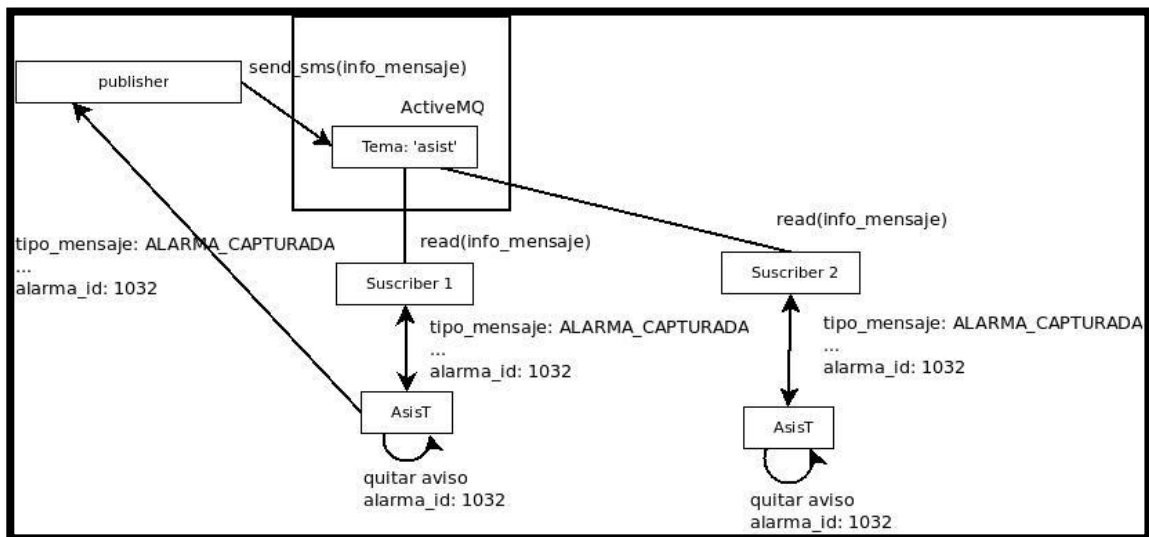 send_sms(info_mensaje)
publisher
ActiveMQ
Tema: 'asist'
tipo_mensaje: ALARMA_CAPTURADA
...
alarma_id: 1032
read(info_mensaje)
Suscriber 1
read(info_mensaje)
Suscriber 2
tipo_mensaje: ALARMA_CAPTURADA
...
alarma_id: 1032
tipo_mensaje: ALARMA_CAPTURADA
...
alarma_id: 1032
AsisT
quitar aviso
alarma_id: 1032
AsisT
quitar aviso
alarma_id: 1032